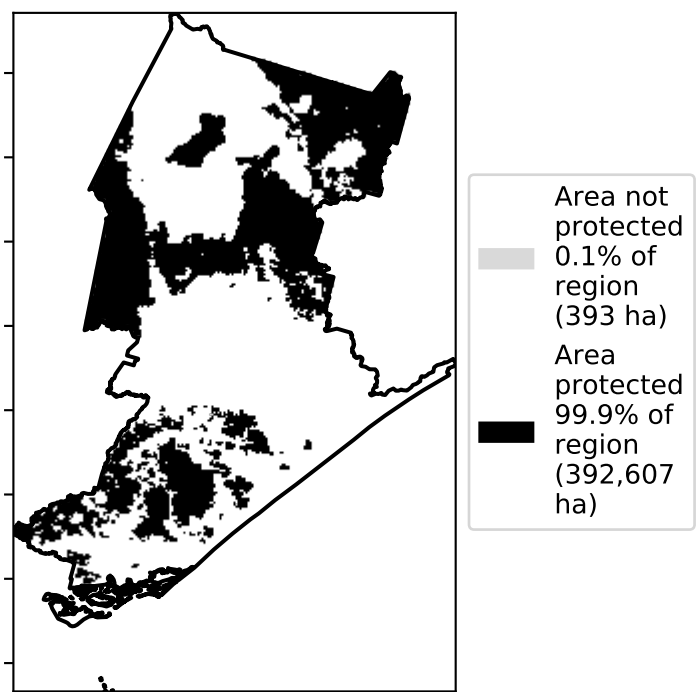 Area not
protected
0.1% of
region
(393 ha)
Area
protected
99.9% of
region
(392,607
ha)